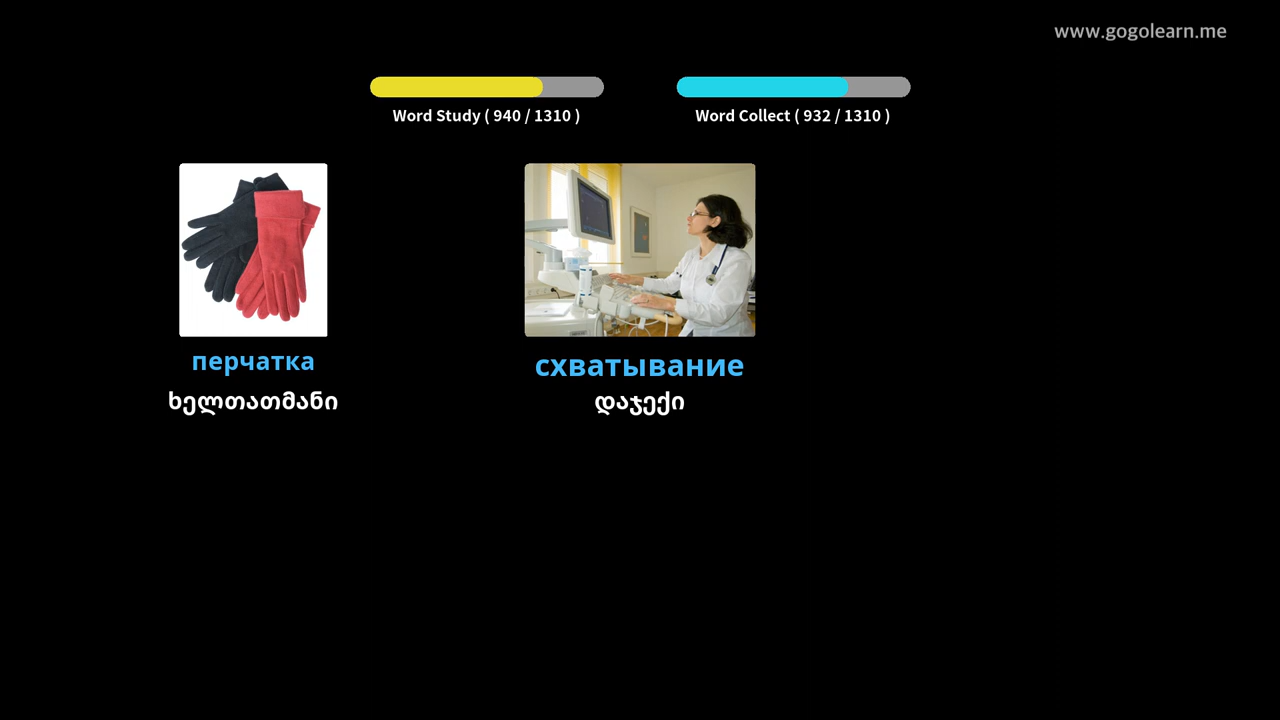 www.gogolearn.me
Word Study ( 940 / 1310 )
Word Collect ( 932 / 1310 )
перчатка
схватывание
ხელთათმანი
დაჯექი